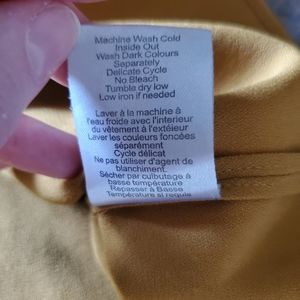 Machine Wash Cold
Inside Out
Wash Dark Colours
Separately
Delicate Cycle
No Bleach
Tumble dry low
Low iron if needed
Laver à la machine à
l'eau froide avec l'interieur
du vêtement à l'extéieur
Laver les couleurs foncées
séparément
Cycle délicat
Ne pas utiliser d'agent de
blanchiment.
Sécher par culbutage à
basse température
Repasser à Basse
Température si requis